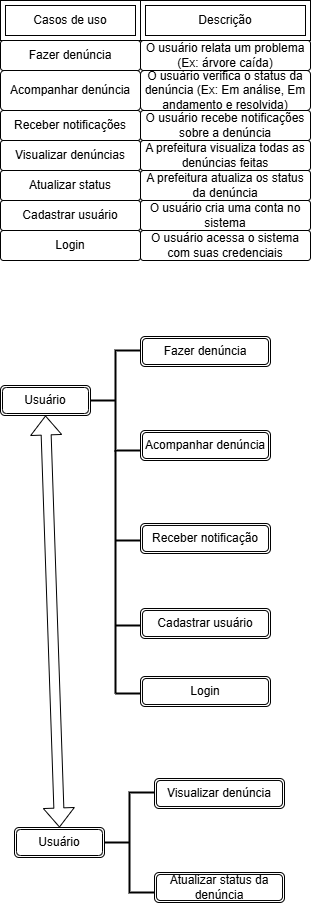 Casos de uso
Descrição
Fazer denúncia
O usuário relata um problema
(Ex: árvore caída)
Acompanhar denúncia
O usuário verifica o status da
denúncia (Ex: Em análise, Em
andamento e resolvida)
Receber notificações
O usuário recebe notificações
sobre a denúncia
Visualizar denúncias
A prefeitura visualiza todas as
denúncias feitas
Atualizar status
A prefeitura atualiza os status
da denúncia
Cadastrar usuário
O usuário cria uma conta no
sistema
Login
O usuário acessa o sistema
com suas credenciais
Fazer denúncia
Usuário
Acompanhar denúncia
Receber notificação
Cadastrar usuário
Login
Visualizar denúncia
Usuário
Atualizar status da
denúncia